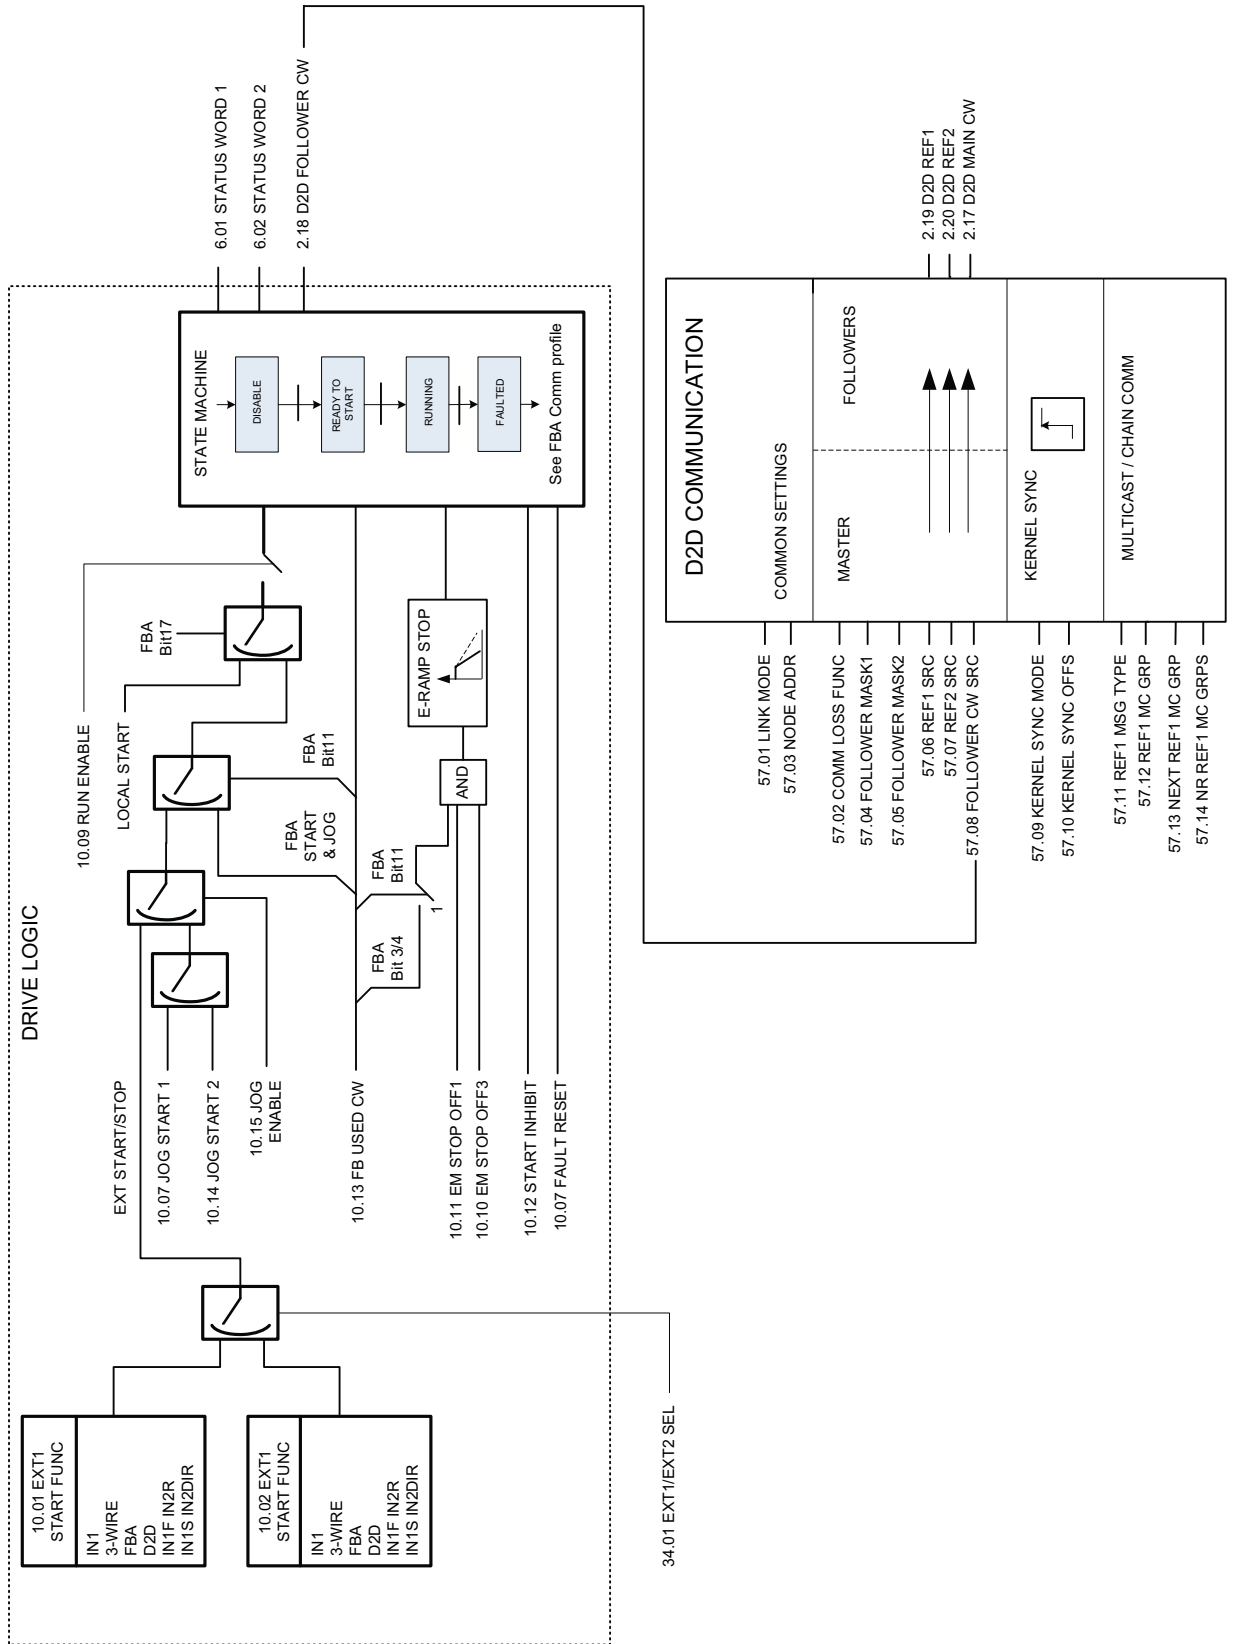 DRIVE LOGIC
10.01 EXT1
START FUNC
IN1
3-WIRE
FBA
D2D
IN1F IN2R
IN1S IN2DIR
10.02 EXT1
START FUNC
IN1
3-WIRE
FBA
D2D
IN1F IN2R
IN1S IN2DIR
34.01 EXT1/EXT2 SEL
EXT START/STOP
10.07 JOG START 1
10.14 JOG START 2
10.15 JOG
ENABLE
10.13 FB USED CW
10.11 EM STOP OFF1
10.10 EM STOP OFF3
10.12 START INHIBIT
10.07 FAULT RESET
10.09 RUN ENABLE
LOCAL START
FBA
Bit17
FBA
Bit11
FBA
START
& JOG
FBA
Bit11
1
FBA
Bit 3/4
AND
E-RAMP STOP
STATE MACHINE
DISABLE
READY TO
START
RUNNING
FAULTED
See FBA Comm profile
6.01 STATUS WORD 1
6.02 STATUS WORD 2
2.18 D2D FOLLOWER CW
D2D COMMUNICATION
COMMON SETTINGS
MASTER
FOLLOWERS
KERNEL SYNC
MULTICAST / CHAIN COMM
57.01 LINK MODE
57.03 NODE ADDR
57.02 COMM LOSS FUNC
57.04 FOLLOWER MASK1
57.05 FOLLOWER MASK2
57.06 REF1 SRC
57.07 REF2 SRC
57.08 FOLLOWER CW SRC
57.09 KERNEL SYNC MODE
57.10 KERNEL SYNC OFFS
57.11 REF1 MSG TYPE
57.12 REF1 MC GRP
57.13 NEXT REF1 MC GRP
57.14 NR REF1 MC GRPS
2.19 D2D REF1
2.20 D2D REF2
2.17 D2D MAIN CW